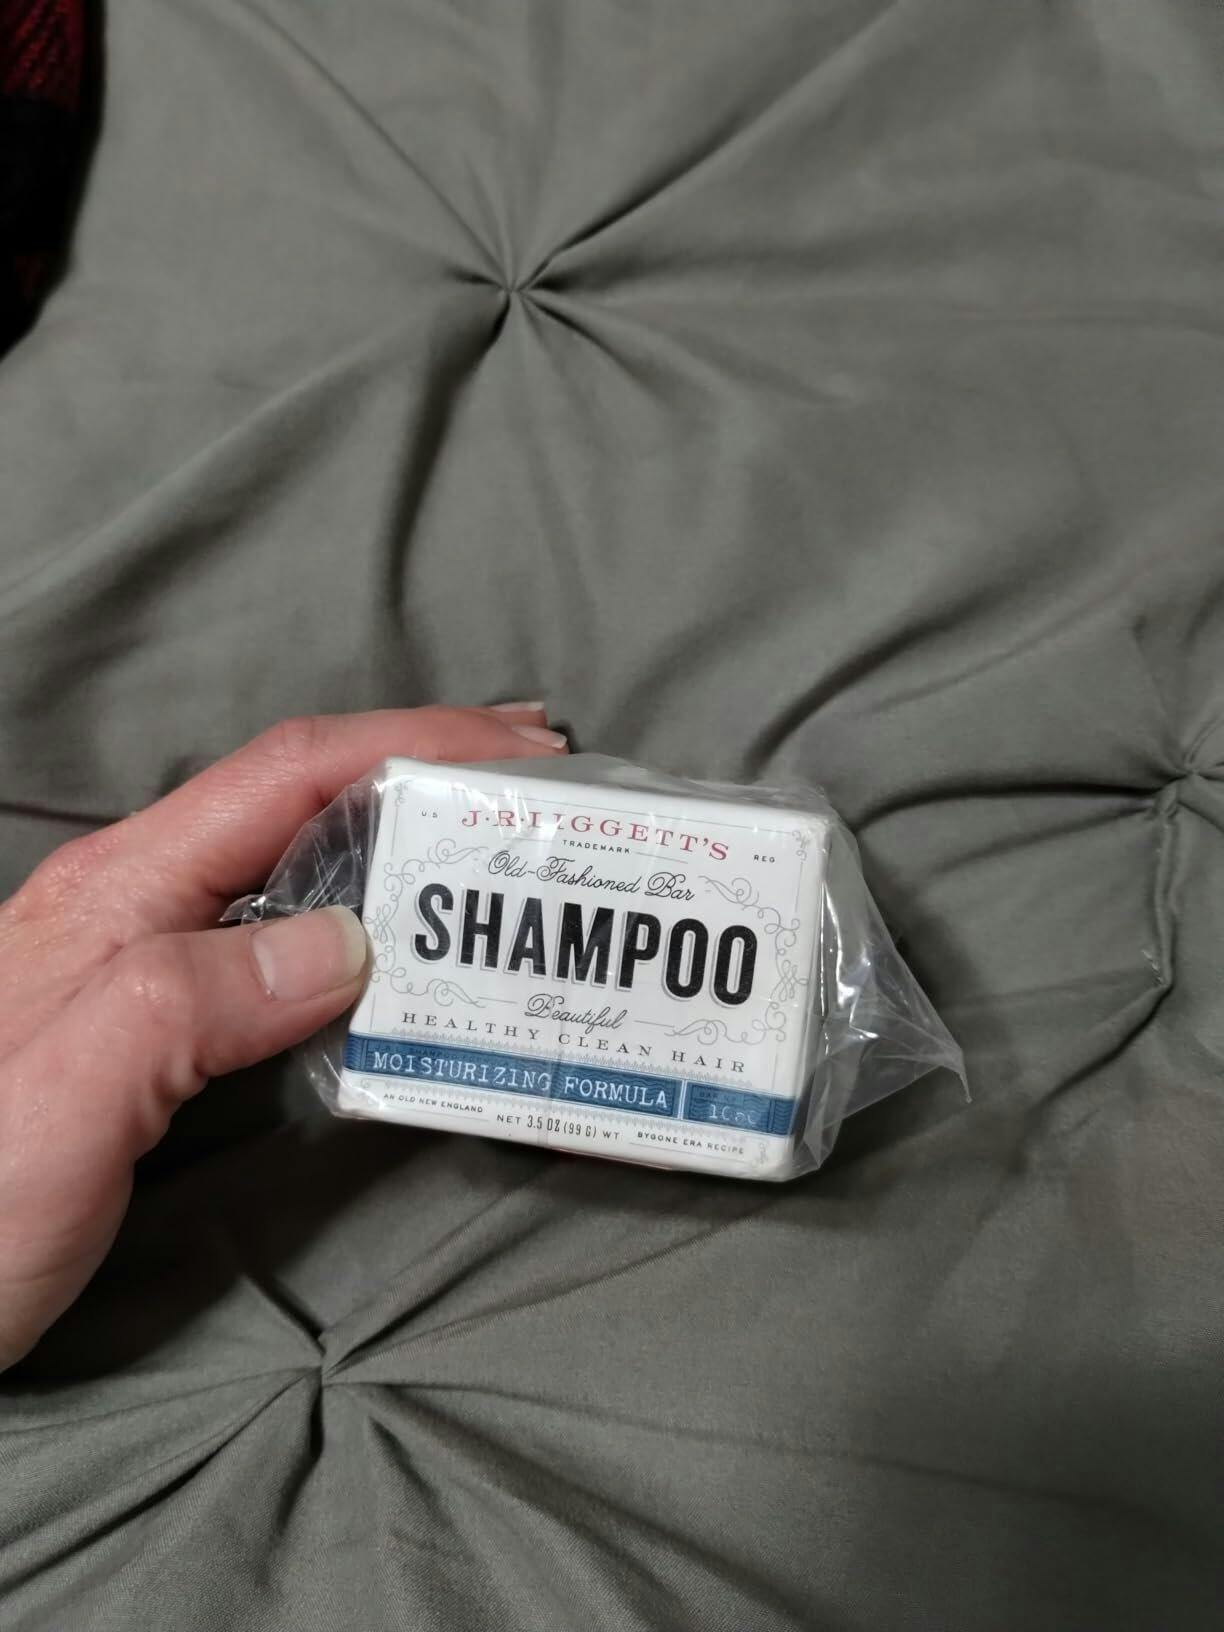 U.S. J·R·LIGGETT'S REG
TRADEMARK
Old-Fashioned Bar
SHAMPOO
Beautiful
HEALTHY CLEAN HAIR
MOISTURIZING FORMULA
AN OLD NEW ENGLAND NET 3.5 OZ (99 G) WT BYGONE ERA RECIPE